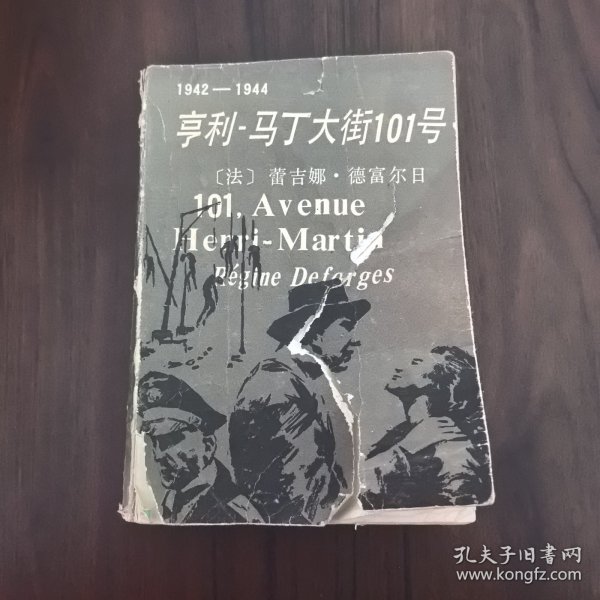 1942—1944
亨利-马丁大街101号
〔法〕蕾吉娜·德富尔日
101, Avenue
Henri-Martin
Régine Deforges
孔夫子旧书网
www.kongfz.com